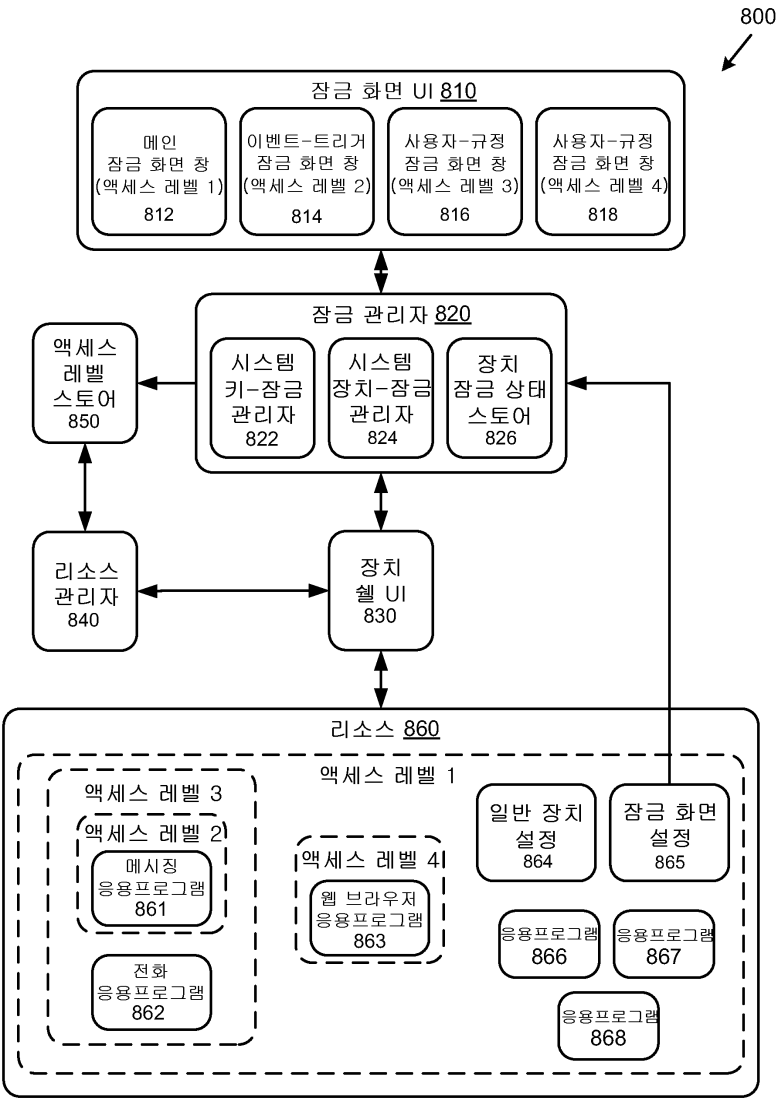 800
잠금 화면 UI 810
메인
잠금 화면 창
(액세스 레벨 1)
812
이벤트-트리거
잠금 화면 창
(액세스 레벨 2)
814
사용자-규정
잠금 화면 창
(액세스 레벨 3)
816
사용자-규정
잠금 화면 창
(액세스 레벨 4)
818
잠금 관리자 820
시스템
키-잠금
관리자
822
시스템
장치-잠금
관리자
824
장치
잠금 상태
스토어
826
액세스
레벨
스토어
850
리소스
관리자
840
장치
쉘 UI
830
리소스 860
액세스 레벨 1
액세스 레벨 3
액세스 레벨 2
메시징
응용프로그램
861
전화
응용프로그램
862
액세스 레벨 4
웹 브라우저
응용프로그램
863
일반 장치
설정
864
잠금 화면
설정
865
응용프로그램
866
응용프로그램
867
응용프로그램
868